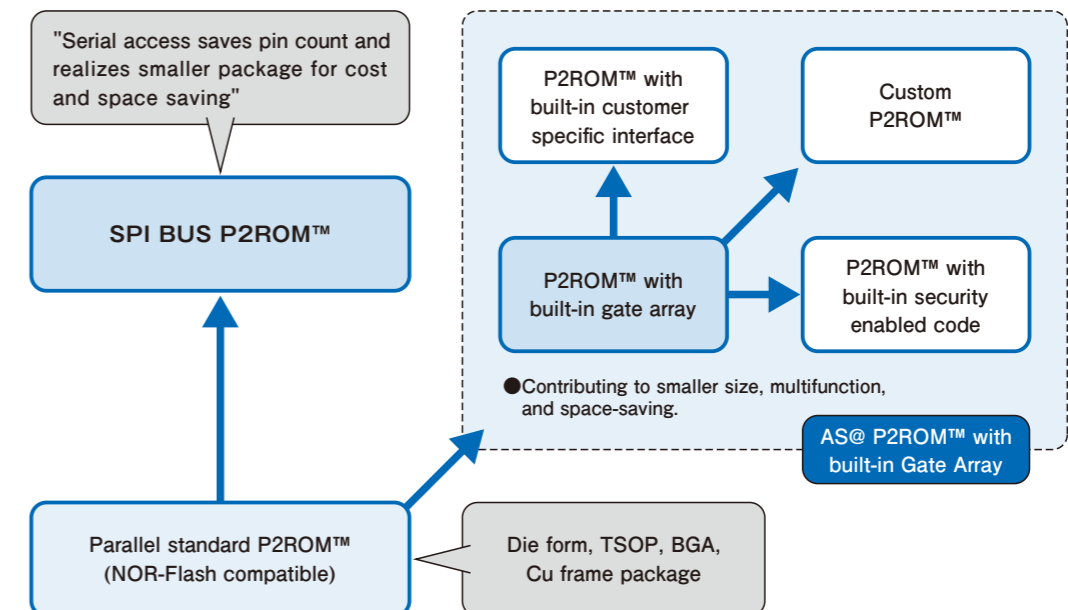 "Serial access saves pin count and
realizes smaller package for cost
and space saving"
SPI BUS P2ROM™
P2ROM™ with
built-in customer
specific interface
Custom
P2ROM™
P2ROM™ with
built-in gate array
P2ROM™ with
built-in security
enabled code
●Contributing to smaller size, multifunction,
and space-saving.
AS@ P2ROM™ with
built-in Gate Array
Parallel standard P2ROM™
(NOR-Flash compatible)
Die form, TSOP, BGA,
Cu frame package